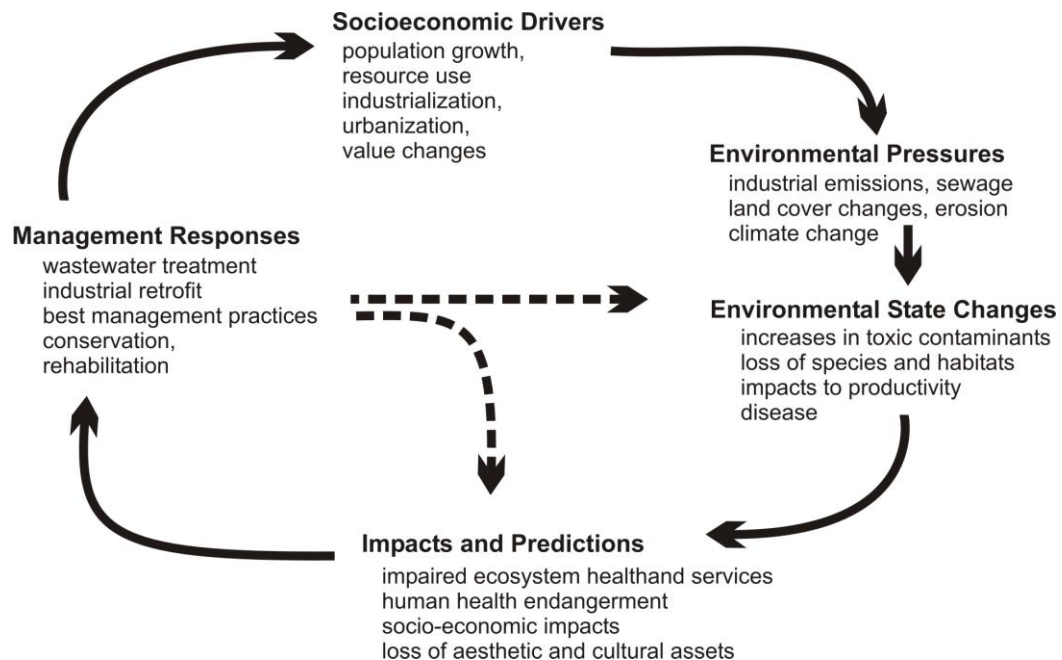 Socioeconomic Drivers
population growth,
resource use
industrialization,
urbanization,
value changes
Environmental Pressures
industrial emissions, sewage
land cover changes, erosion
climate change
Environmental State Changes
increases in toxic contaminants
loss of species and habitats
impacts to productivity
disease
Impacts and Predictions
impaired ecosystem healthand services
human health endangerment
socio-economic impacts
loss of aesthetic and cultural assets
Management Responses
wastewater treatment
industrial retrofit
best management practices
conservation,
rehabilitation